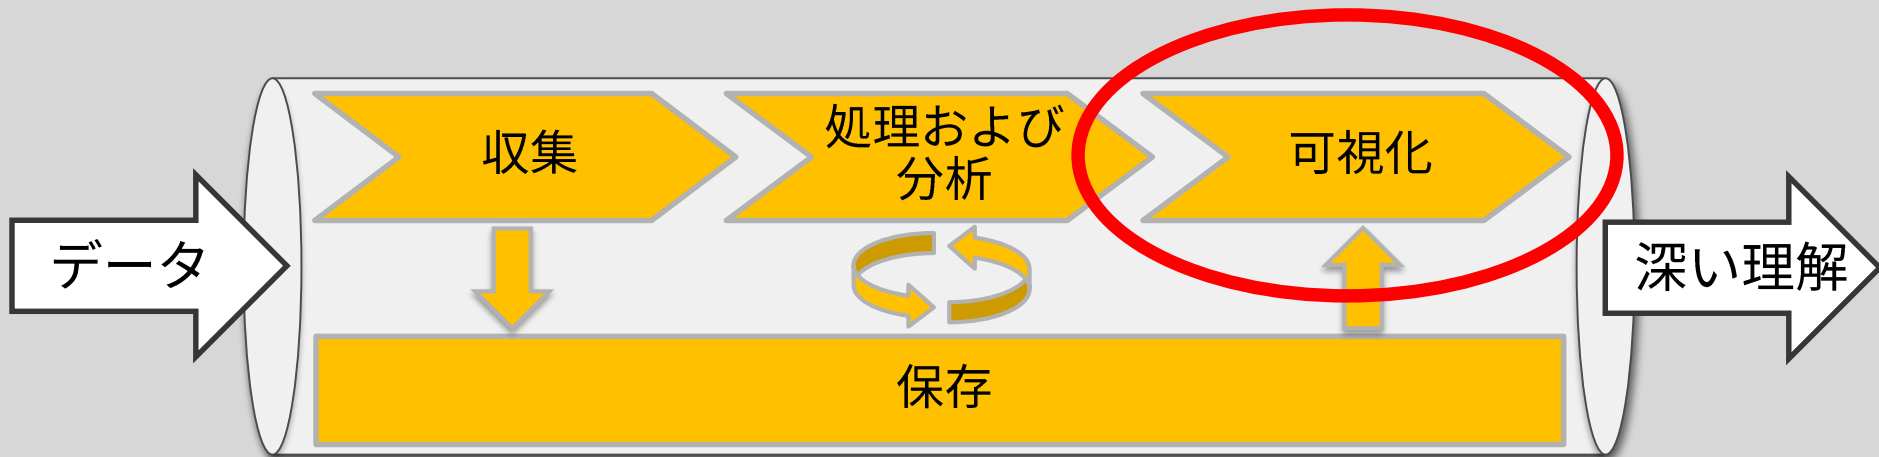 データ
収集
処理および
分析
可視化
保存
深い理解